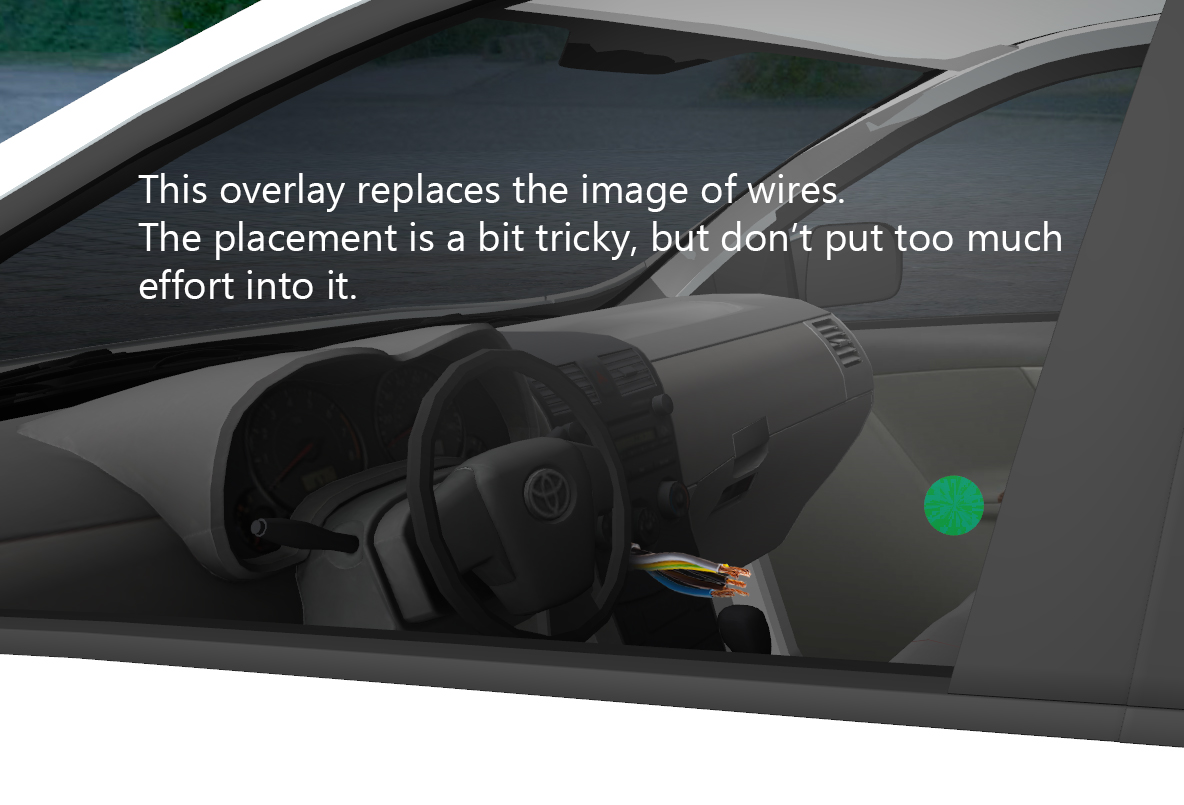 This overlay replaces the image of wires.
The placement is a bit tricky, but don’t put too much
effort into it.